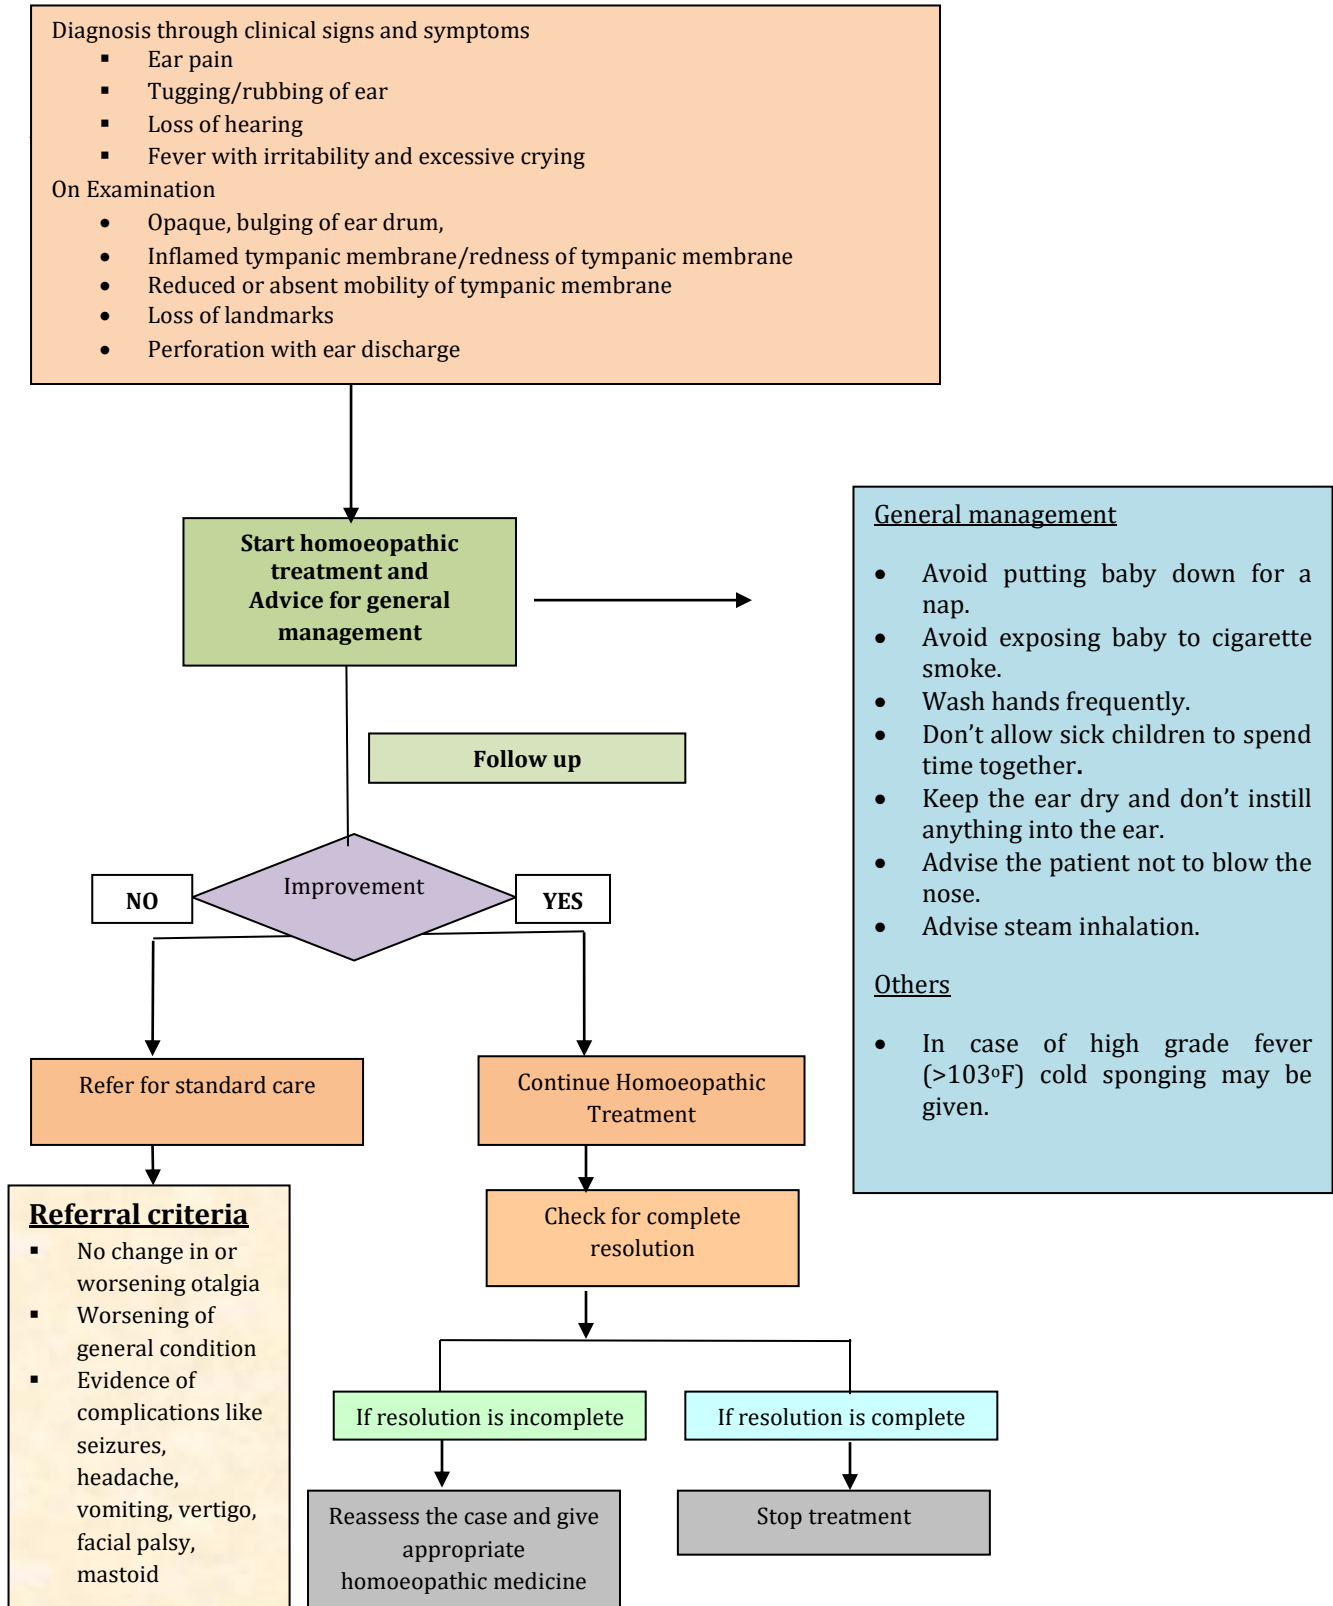 Diagnosis through clinical signs and symptoms
▪ Ear pain
▪ Tugging/rubbing of ear
▪ Loss of hearing
▪ Fever with irritability and excessive crying
On Examination
• Opaque, bulging of ear drum,
• Inflamed tympanic membrane/redness of tympanic membrane
• Reduced or absent mobility of tympanic membrane
• Loss of landmarks
• Perforation with ear discharge
Start homoeopathic
treatment and
Advice for general
management
General management
• Avoid putting baby down for a
nap.
• Avoid exposing baby to cigarette
smoke.
• Wash hands frequently.
• Don’t allow sick children to spend
time together.
• Keep the ear dry and don’t instill
anything into the ear.
• Advise the patient not to blow the
nose.
• Advise steam inhalation.
Others
• In case of high grade fever
(>103ºF) cold sponging may be
given.
Follow up
Improvement
NO
YES
Refer for standard care
Continue Homoeopathic
Treatment
Referral criteria
▪ No change in or
worsening otalgia
▪ Worsening of
general condition
▪ Evidence of
complications like
seizures,
headache,
vomiting, vertigo,
facial palsy,
mastoid
Check for complete
resolution
If resolution is incomplete
If resolution is complete
Reassess the case and give
appropriate
homoeopathic medicine
Stop treatment